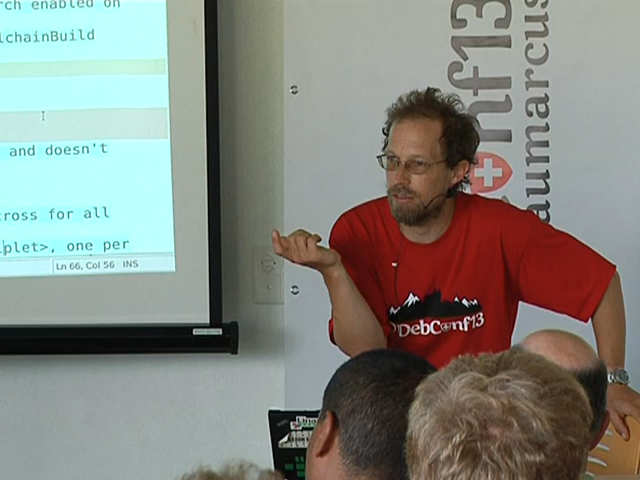 rch enabled on
lchainBuild
and doesn't
cross for all
plet>, one per
Ln 66, Col 56 INS
nf13
aumarcus
DebConf13